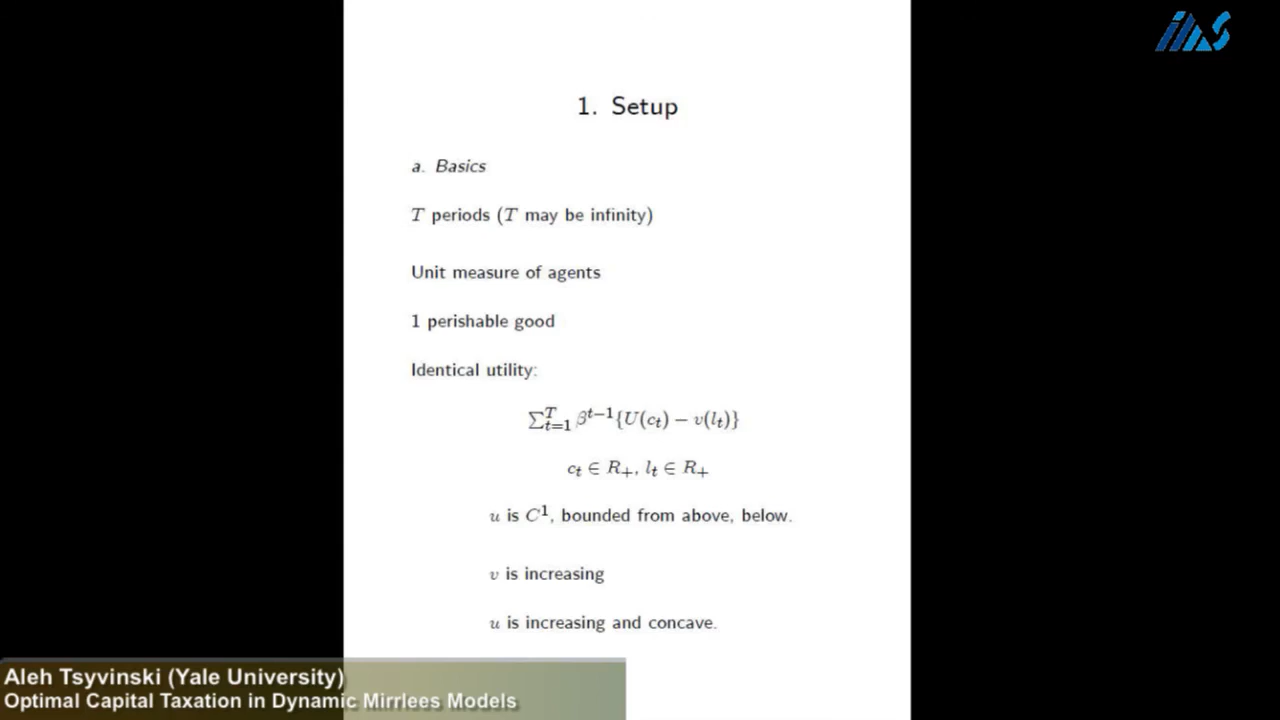 ias
1. Setup
a. Basics
T periods (T may be infinity)
Unit measure of agents
1 perishable good
Identical utility:
∑_{t=1}^{T} β^{t−1}{U(c_t) − v(l_t)}
c_t ∈ R_+, l_t ∈ R_+
u is C^1, bounded from above, below.
v is increasing
u is increasing and concave.
Aleh Tsyvinski (Yale University)
Optimal Capital Taxation in Dynamic Mirrlees Models